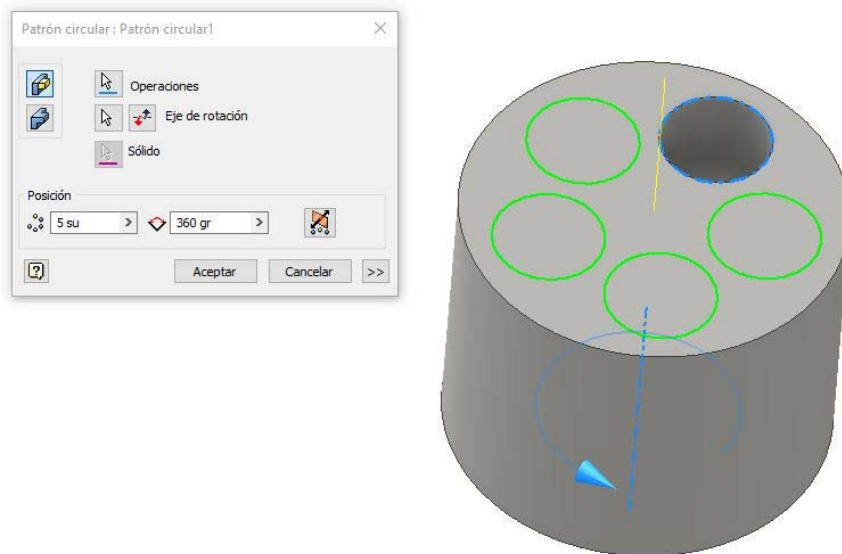 Patrón circular : Patrón circular1
Operaciones
Eje de rotación
Sólido
Posición
5 su > 360 gr >
? Aceptar Cancelar >>